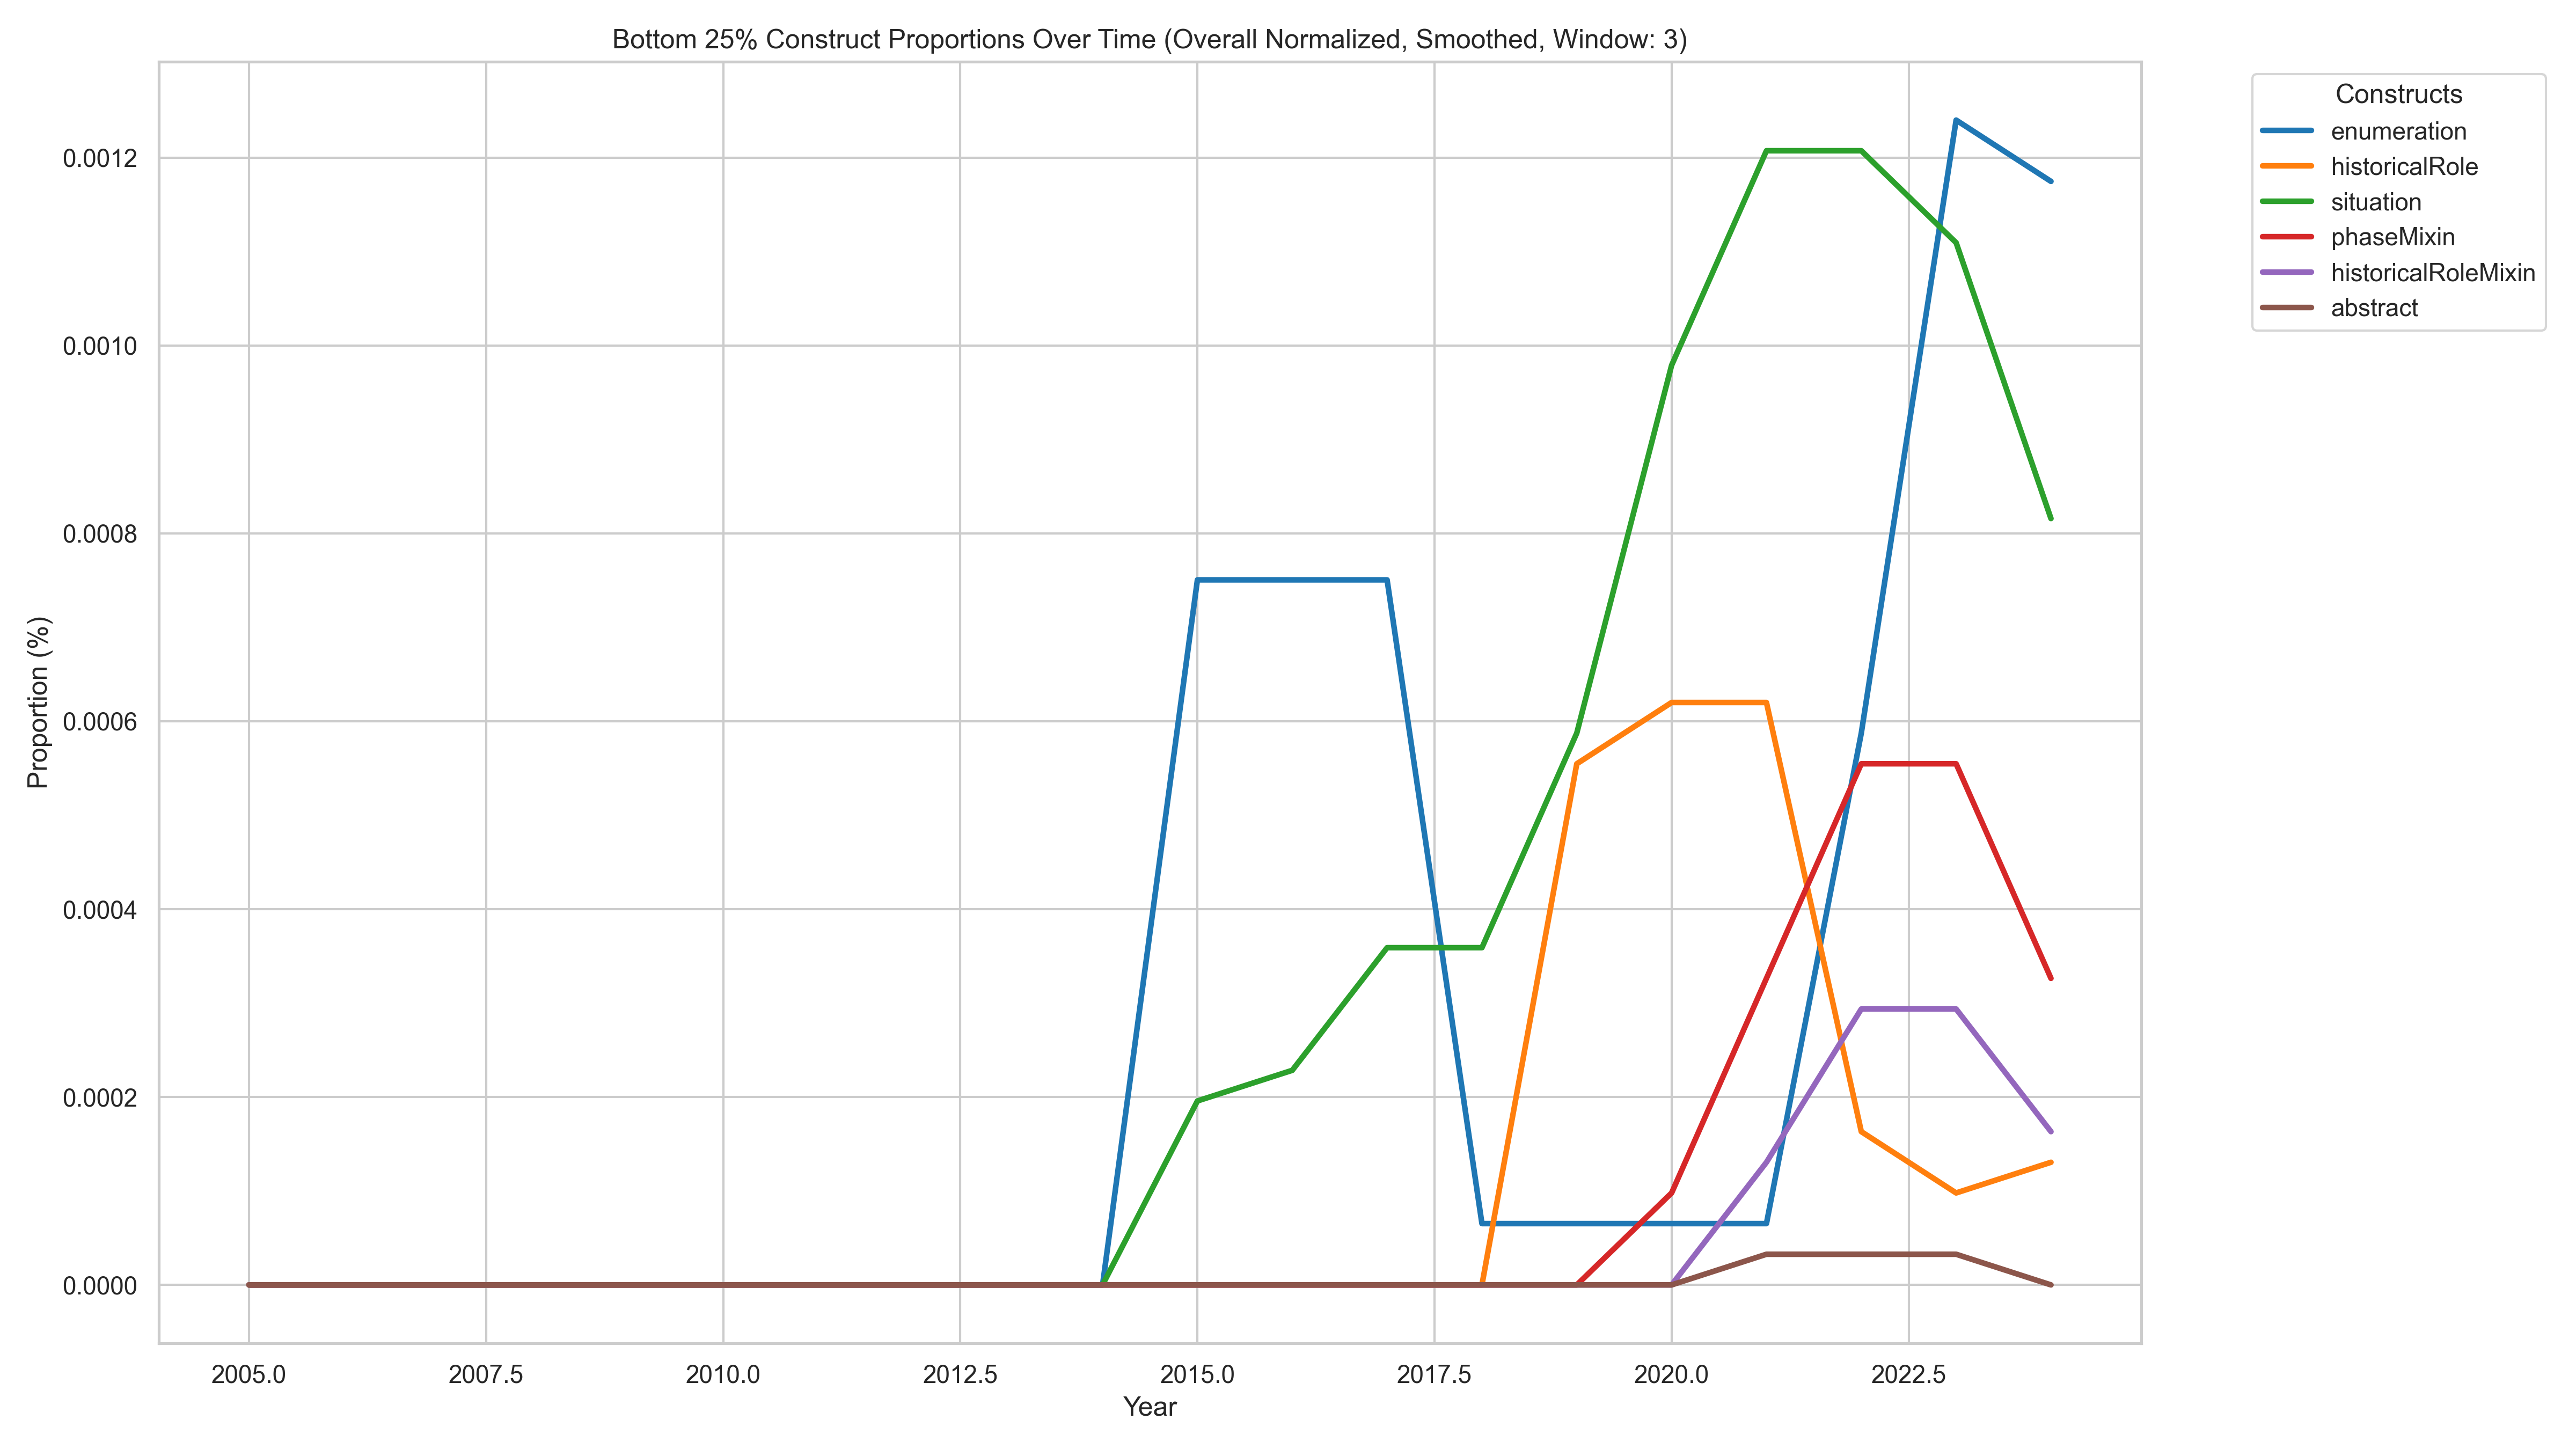 Bottom 25% Construct Proportions Over Time (Overall Normalized, Smoothed, Window: 3)
Constructs
enumeration
historicalRole
situation
phaseMixin
historicalRoleMixin
abstract
Proportion (%)
0.0012
0.0010
0.0008
0.0006
0.0004
0.0002
0.0000
2005.0 2007.5 2010.0 2012.5 2015.0 2017.5 2020.0 2022.5
Year